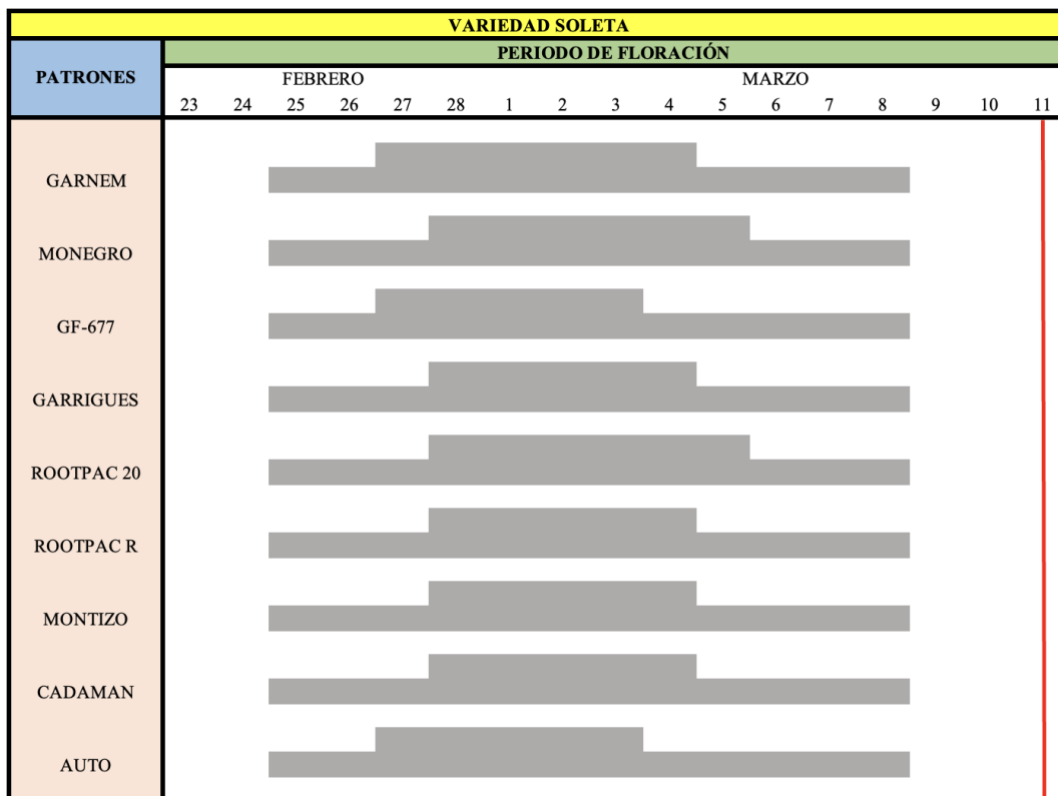 VARIEDAD SOLETA
PATRONES
PERIODO DE FLORACIÓN
FEBRERO MARZO
23 24 25 26 27 28 1 2 3 4 5 6 7 8 9 10 11
GARNEM
MONEGRO
GF-677
GARRIGUES
ROOTPAC 20
ROOTPAC R
MONTIZO
CADAMAN
AUTO